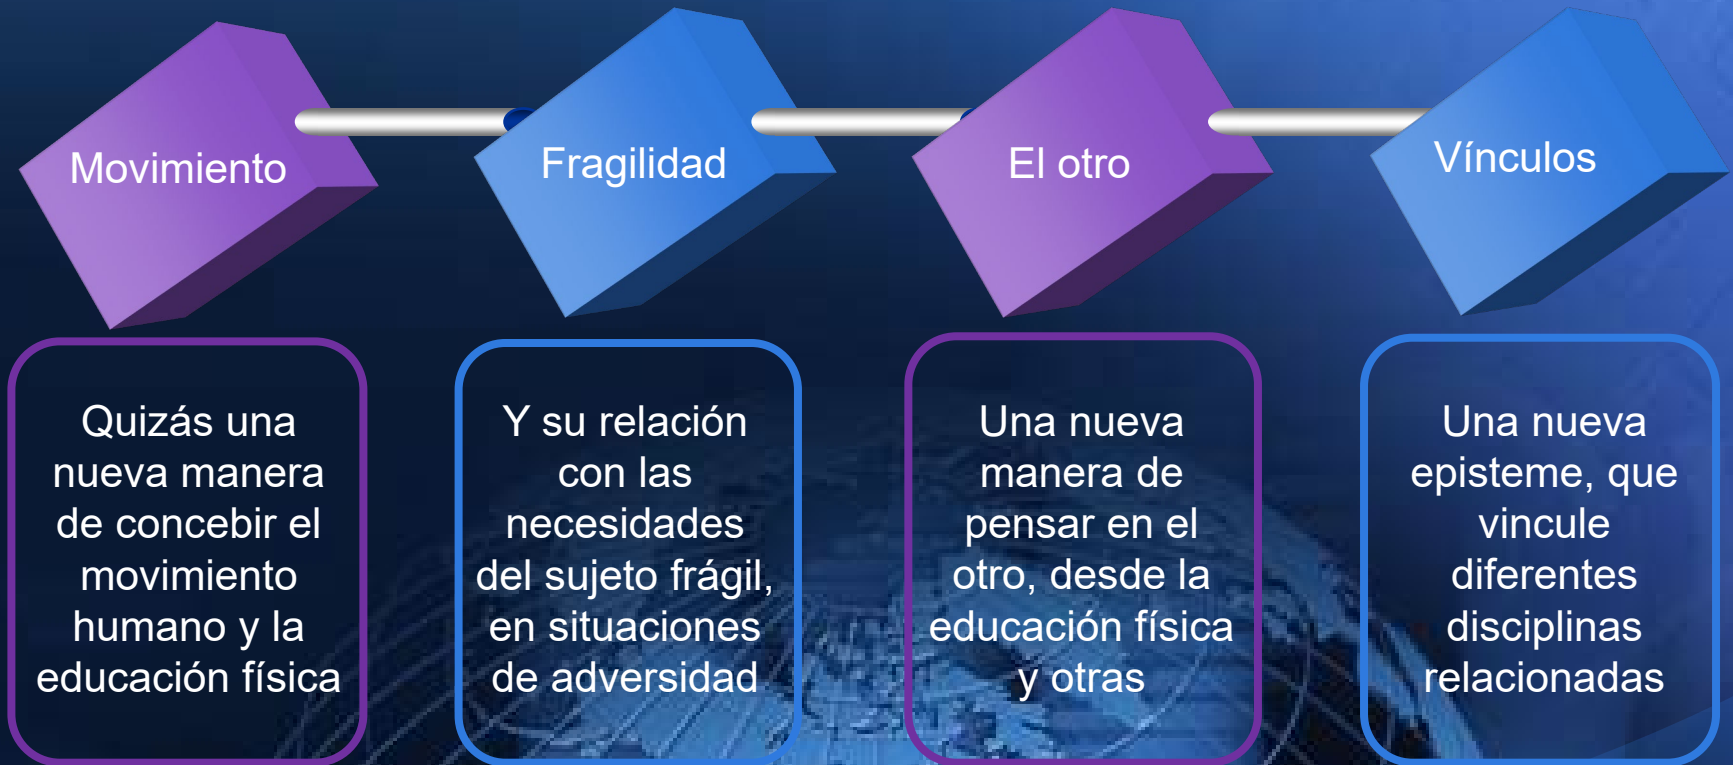 Movimiento
Fragilidad
El otro
Vínculos
Quizás una
nueva manera
de concebir el
movimiento
humano y la
educación física
Y su relación
con las
necesidades
del sujeto frágil,
en situaciones
de adversidad
Una nueva
manera de
pensar en el
otro, desde la
educación física
y otras
Una nueva
episteme, que
vincule
diferentes
disciplinas
relacionadas